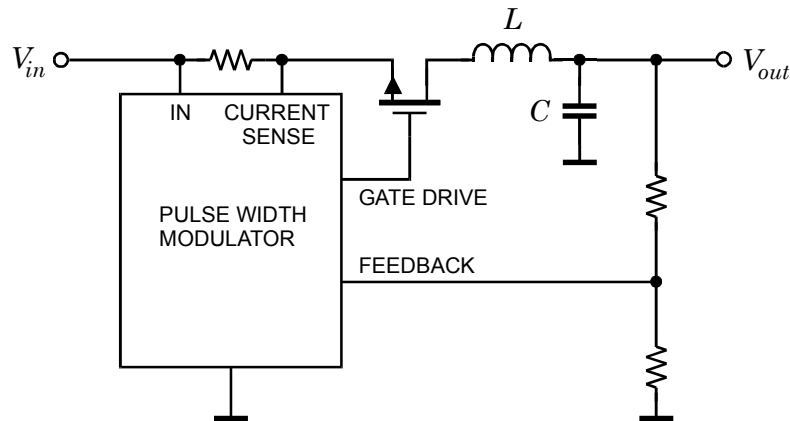 V_in
L
V_out
C
IN
CURRENT
SENSE
GATE DRIVE
PULSE WIDTH
MODULATOR
FEEDBACK